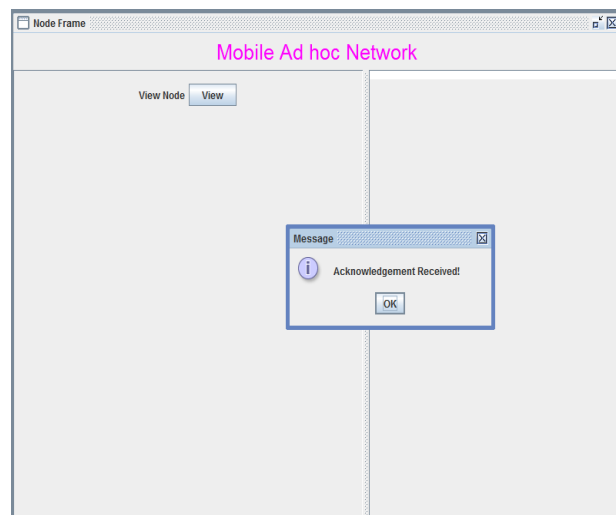 Node Frame
Mobile Ad hoc Network
View Node View
Message
Acknowledgement Received!
OK